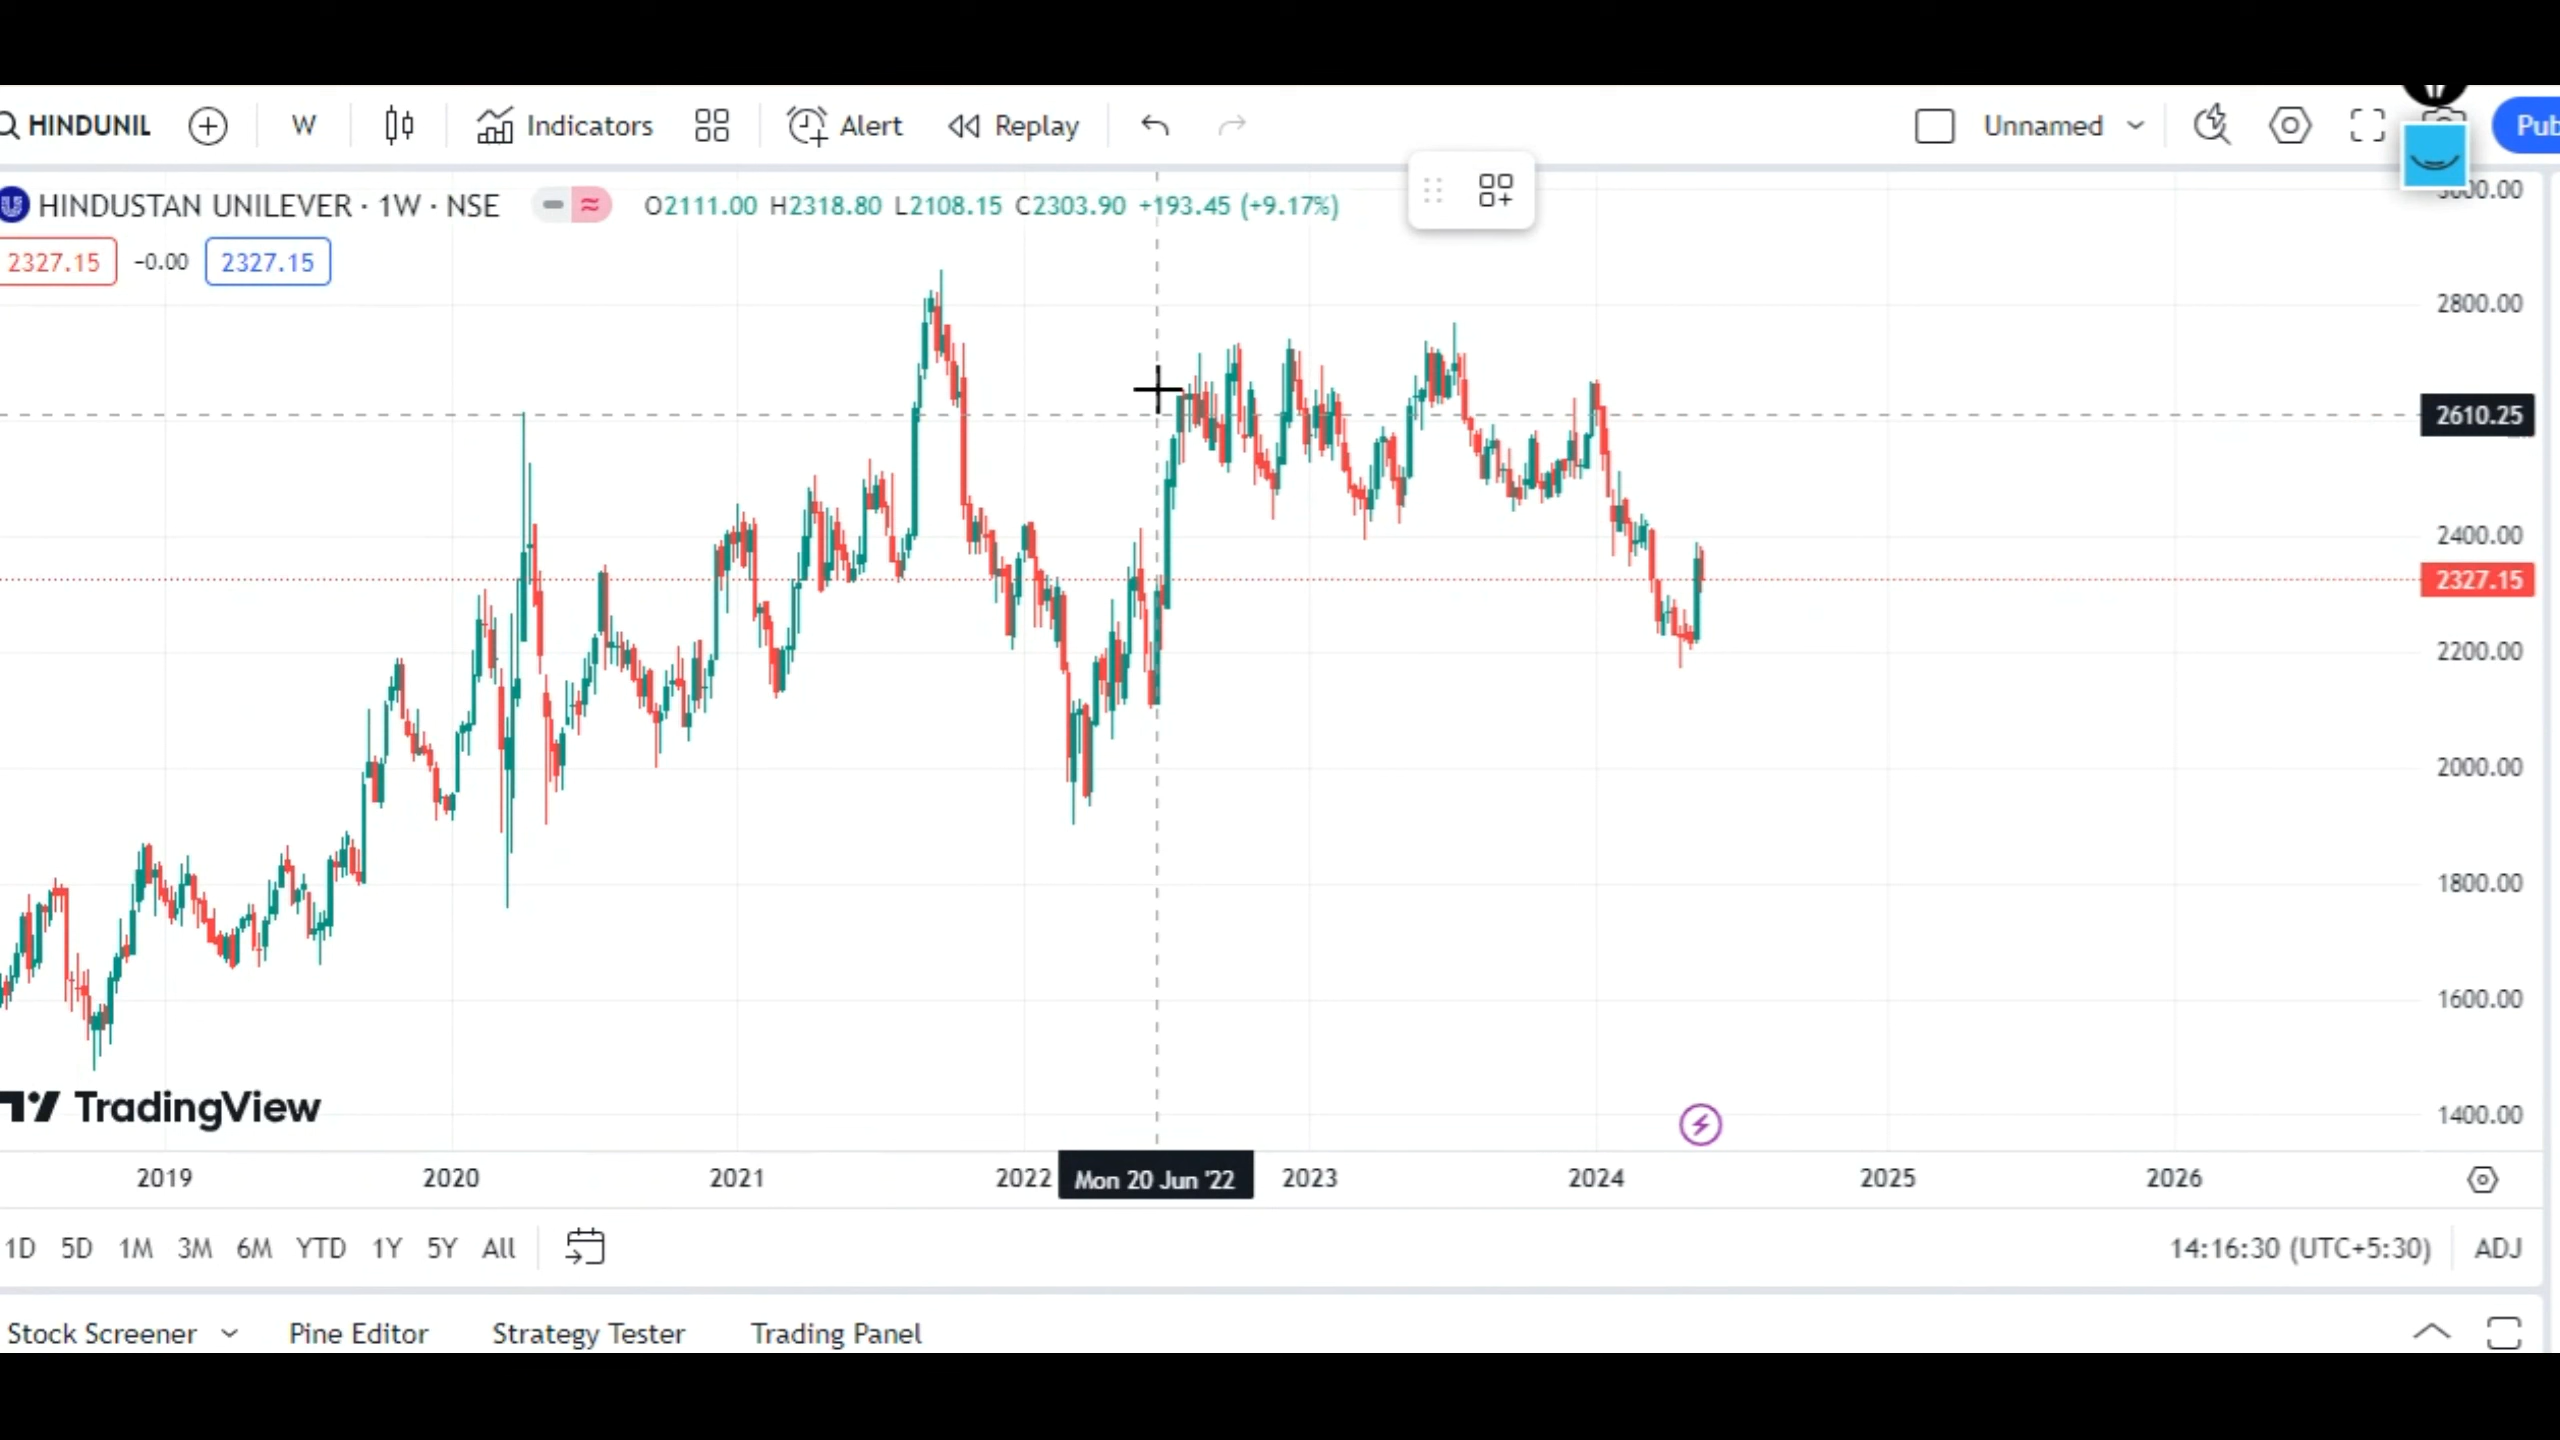 HINDUNIL W Indicators Alert Replay Unnamed Pub
HINDUSTAN UNILEVER · 1W · NSE O2111.00 H2318.80 L2108.15 C2303.90 +193.45 (+9.17%)
2327.15 −0.00 2327.15
3000.00
2800.00
2610.25
2400.00
2327.15
2200.00
2000.00
1800.00
1600.00
1400.00
TradingView
2019 2020 2021 2022 Mon 20 Jun '22 2023 2024 2025 2026
1D 5D 1M 3M 6M YTD 1Y 5Y All 14:16:30 (UTC+5:30) ADJ
Stock Screener Pine Editor Strategy Tester Trading Panel